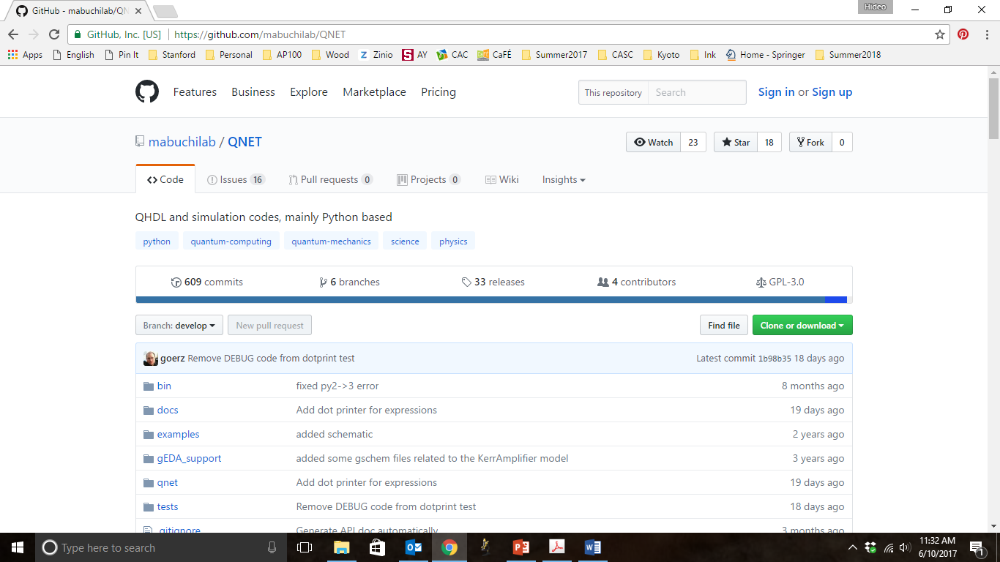 GitHub - mabuchilab/QN
Hideo
GitHub, Inc. [US] https://github.com/mabuchilab/QNET
Apps English Pin It Stanford Personal AP100 Wood Zinio AY CAC CaFÉ Summer2017 CASC Kyoto Ink Home - Springer Summer2018
Features Business Explore Marketplace Pricing This repository Search Sign in or Sign up
mabuchilab / QNET Watch 23 Star 18 Fork 0
Code Issues 16 Pull requests 0 Projects 0 Wiki Insights
QHDL and simulation codes, mainly Python based
python quantum-computing quantum-mechanics science physics
609 commits 6 branches 33 releases 4 contributors GPL-3.0
Branch: develop New pull request Find file Clone or download
goerz Remove DEBUG code from dotprint test Latest commit 1b98b35 18 days ago
bin fixed py2->3 error 8 months ago
docs Add dot printer for expressions 19 days ago
examples added schematic 2 years ago
gEDA_support added some gschem files related to the KerrAmplifier model 3 years ago
qnet Add dot printer for expressions 19 days ago
tests Remove DEBUG code from dotprint test 18 days ago
.gitignore Generate API doc automatically 3 months ago
Type here to search 11:32 AM
6/10/2017 1